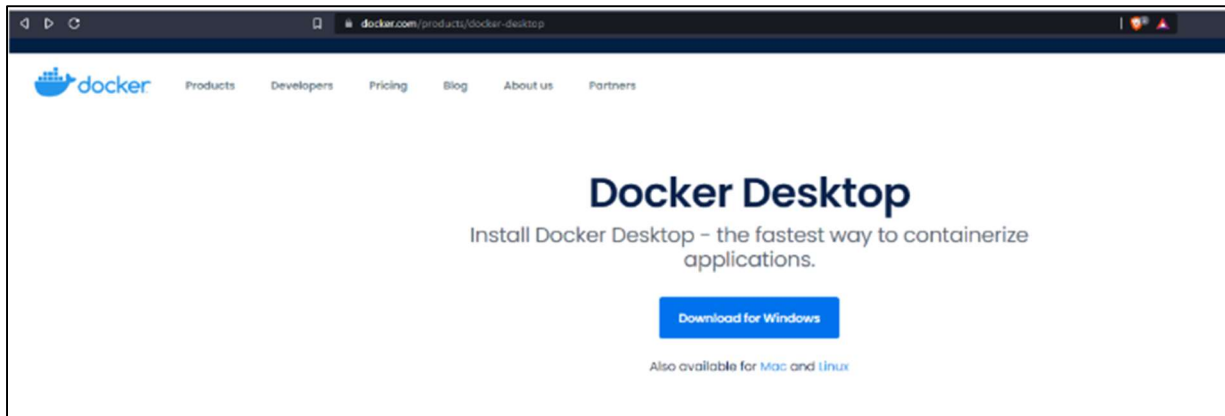 docker.com/products/docker-desktop
docker Products Developers Pricing Blog About us Partners
Docker Desktop
Install Docker Desktop - the fastest way to containerize
applications.
Download for Windows
Also available for Mac and Linux